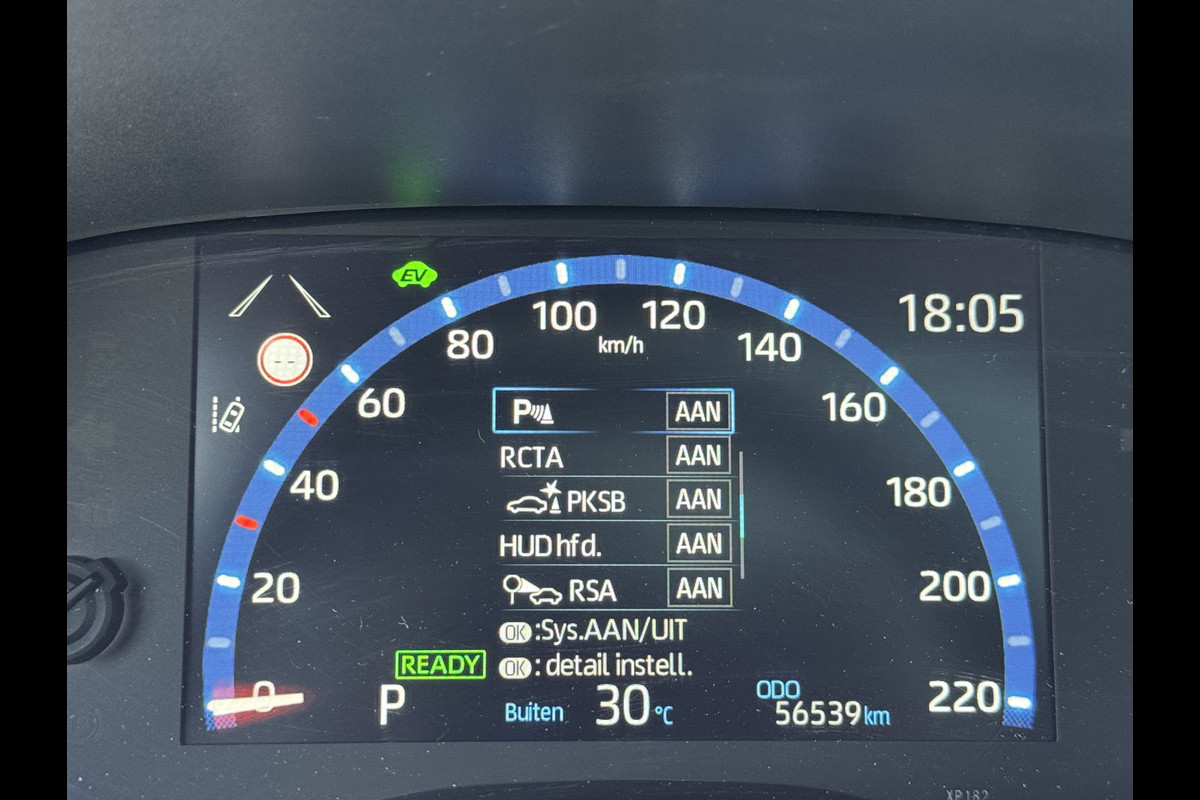 EV
18:05
100 120
km/h
80 140
60 160
40 180
20 200
0 220
P AAN
RCTA AAN
PKSB AAN
HUD hfd. AAN
RSA AAN
OK :Sys.AAN/UIT
OK : detail instell.
READY
P
Buiten 30 °C
ODO
56539 km
XP182